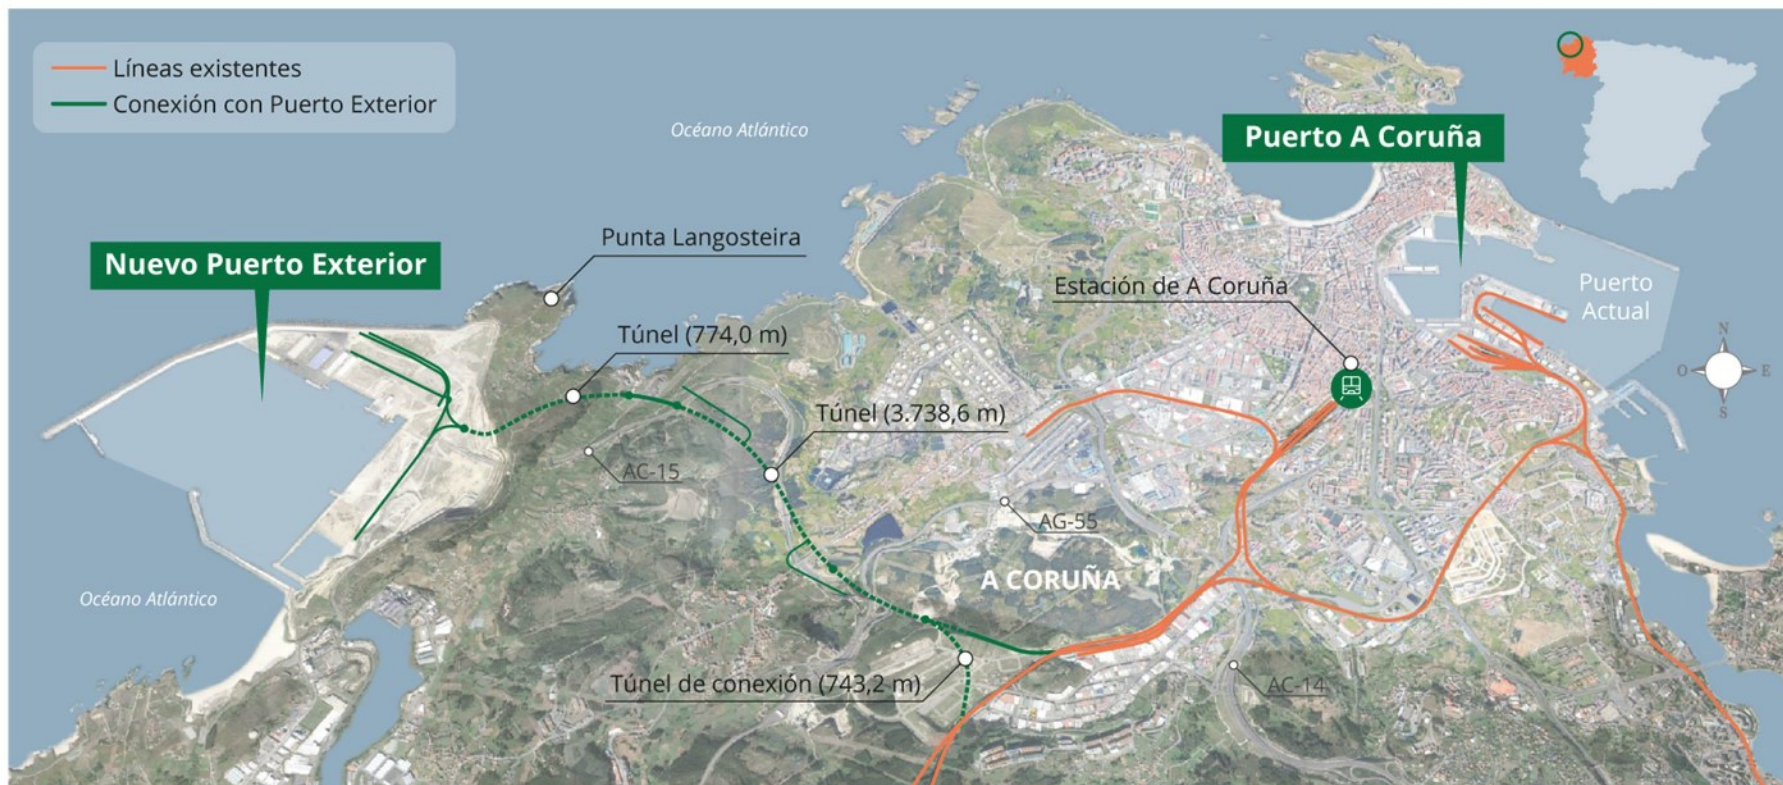 Líneas existentes
Conexión con Puerto Exterior
Océano Atlántico
Puerto A Coruña
Punta Langosteira
Nuevo Puerto Exterior
Estación de A Coruña
Puerto
Actual
Túnel (774,0 m)
N
O
E
S
Túnel (3.738,6 m)
AC-15
AG-55
A CORUÑA
Océano Atlántico
Túnel de conexión (743,2 m)
AC-14